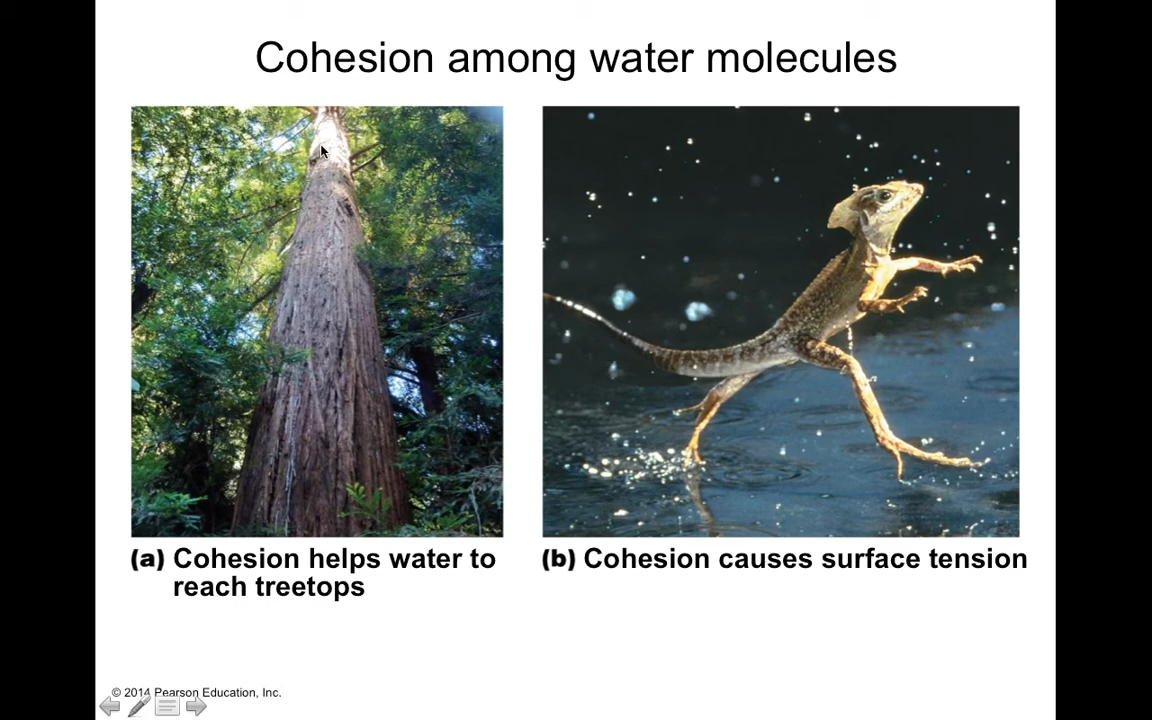 Cohesion among water molecules
(a) Cohesion helps water to
reach treetops
(b) Cohesion causes surface tension
© 2014 Pearson Education, Inc.